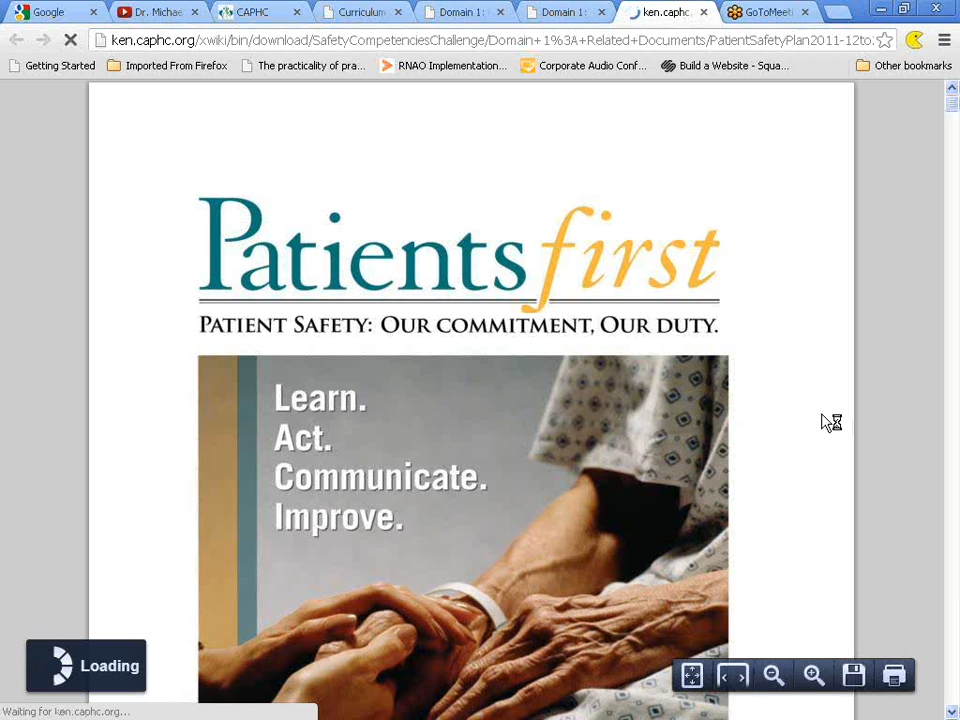 Google
Dr. Michae
CAPHC
Curriculum
Domain 1:
Domain 1:
ken.caphc.
GoToMeeti
ken.caphc.org/xwiki/bin/download/SafetyCompetenciesChallenge/Domain+1%3A+Related+Documents/PatientSafetyPlan2011-12to
Getting Started
Imported From Firefox
The practicality of pra...
RNAO Implementation...
Corporate Audio Conf...
Build a Website - Squa...
Other bookmarks
Patients first
PATIENT SAFETY: OUR COMMITMENT, OUR DUTY.
Learn.
Act.
Communicate.
Improve.
Loading
Waiting for ken.caphc.org...